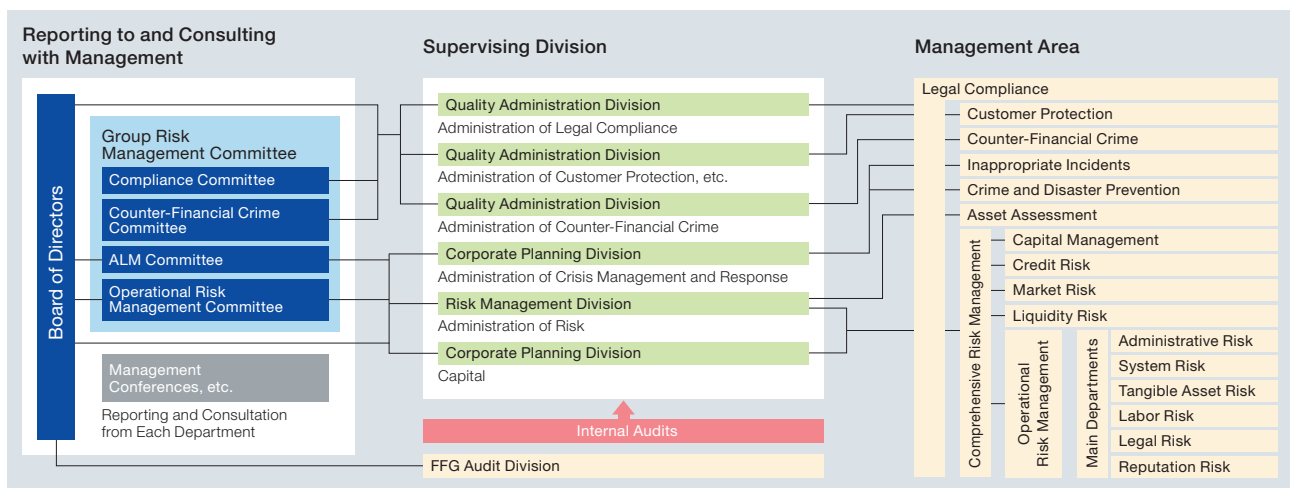 Reporting to and Consulting
with Management
Board of Directors
Group Risk
Management Committee
Compliance Committee
Counter-Financial Crime
Committee
ALM Committee
Operational Risk
Management Committee
Management
Conferences, etc.
Reporting and Consultation
from Each Department
Supervising Division
Quality Administration Division
Administration of Legal Compliance
Quality Administration Division
Administration of Customer Protection, etc.
Quality Administration Division
Administration of Counter-Financial Crime
Corporate Planning Division
Administration of Crisis Management and Response
Risk Management Division
Administration of Risk
Corporate Planning Division
Capital
Internal Audits
FFG Audit Division
Management Area
Legal Compliance
Customer Protection
Counter-Financial Crime
Inappropriate Incidents
Crime and Disaster Prevention
Asset Assessment
Comprehensive Risk Management
Capital Management
Credit Risk
Market Risk
Liquidity Risk
Operational
Risk Management
Main Departments
Administrative Risk
System Risk
Tangible Asset Risk
Labor Risk
Legal Risk
Reputation Risk